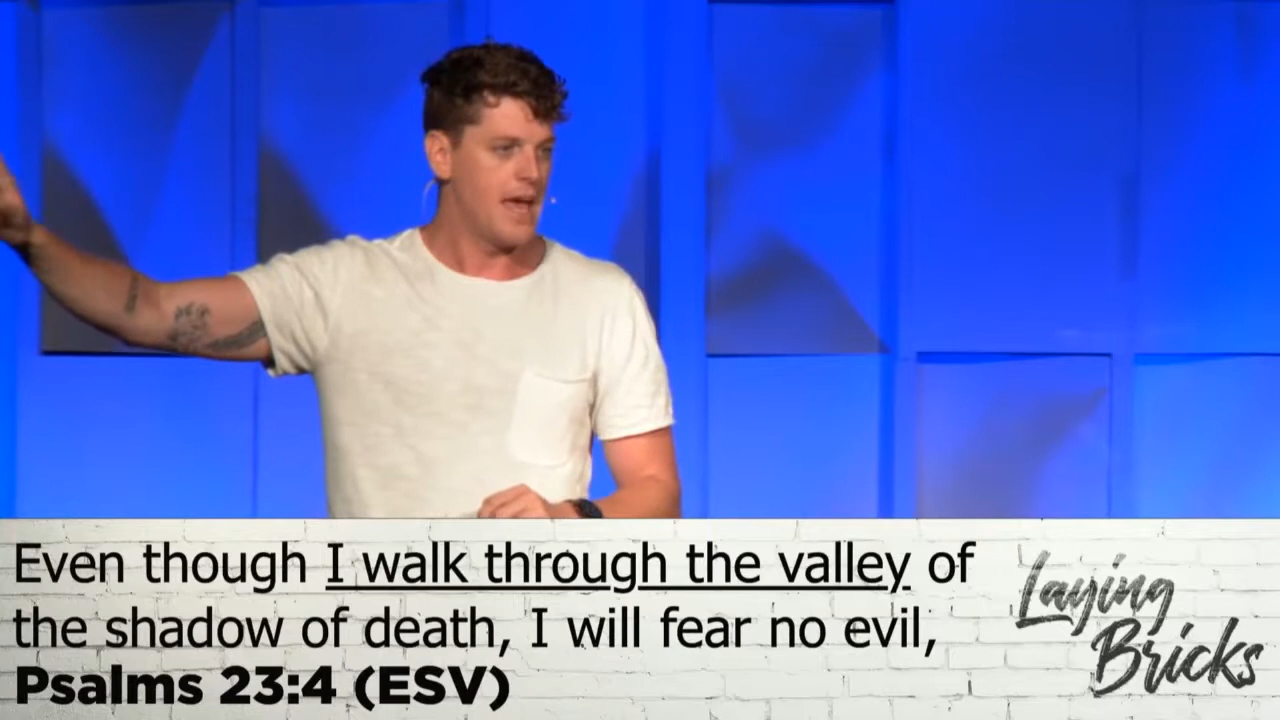 Even though I walk through the valley of
the shadow of death, I will fear no evil,
Psalms 23:4 (ESV)
Laying
Bricks